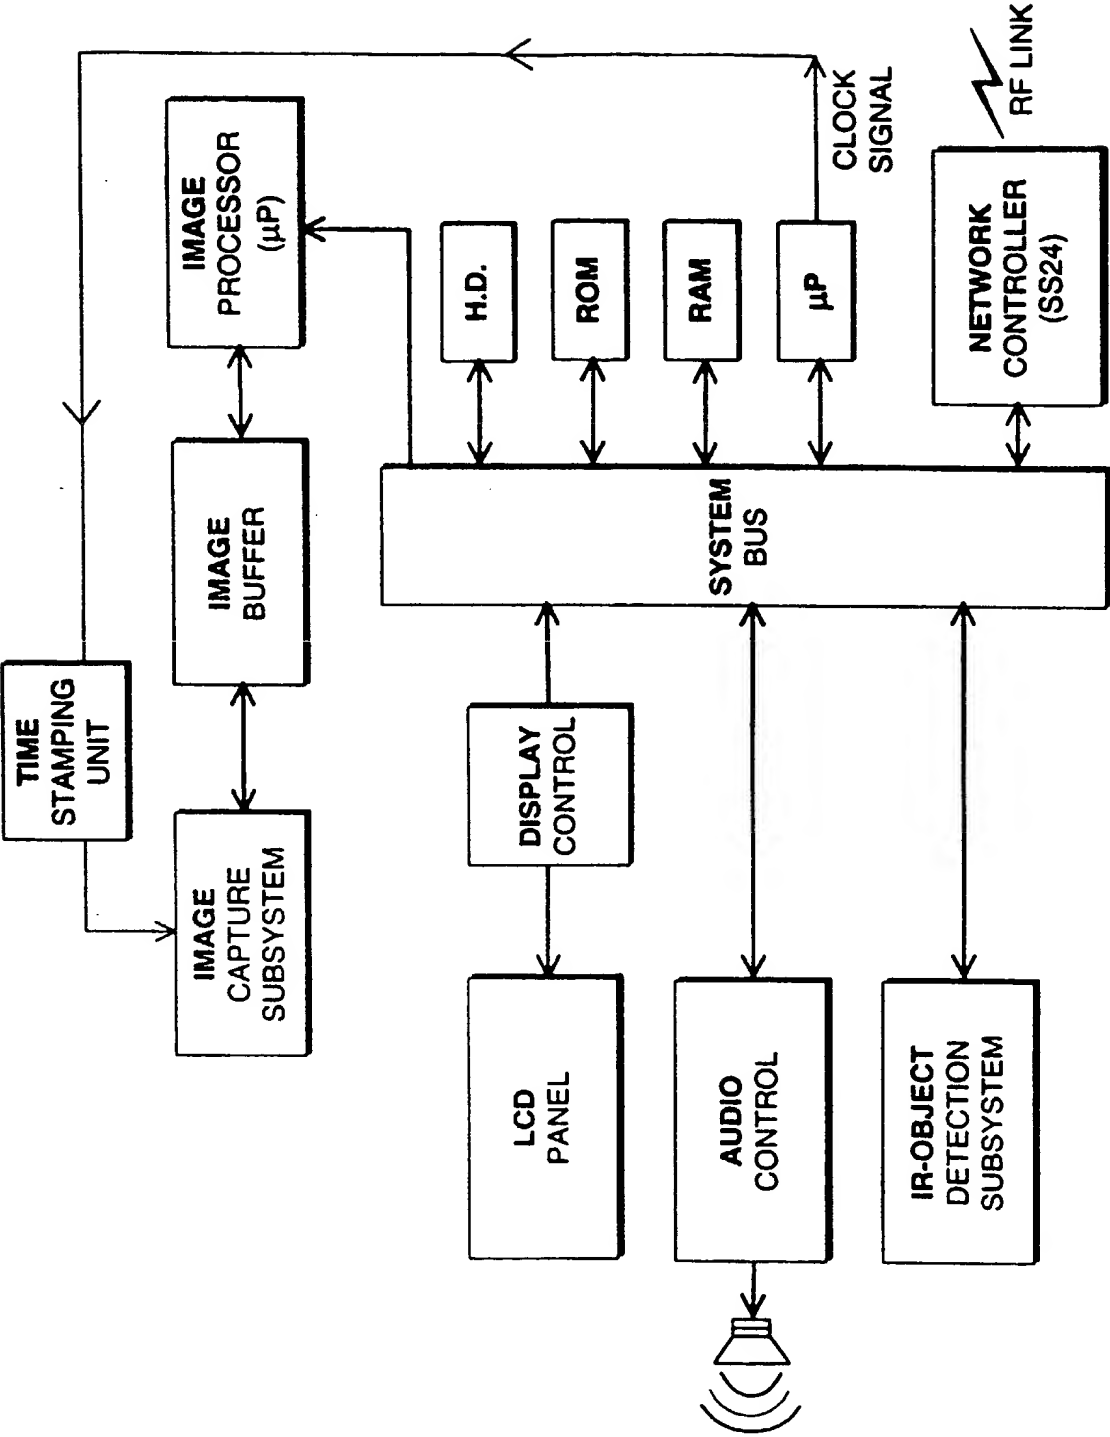 TIME
STAMPING
UNIT
IMAGE
CAPTURE
SUBSYSTEM
IMAGE
BUFFER
IMAGE
PROCESSOR
(µP)
LCD
PANEL
DISPLAY
CONTROL
H.D.
ROM
RAM
µP
CLOCK
SIGNAL
SYSTEM
BUS
AUDIO
CONTROL
IR-OBJECT
DETECTION
SUBSYSTEM
NETWORK
CONTROLLER
(SS24)
RF LINK